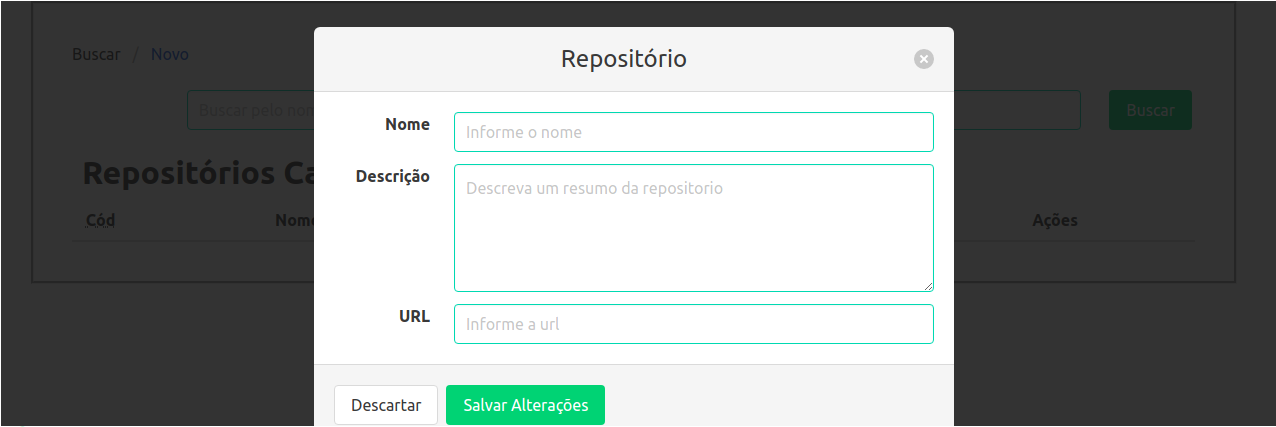 Repositório
Buscar / Novo
Buscar pelo nom
Buscar
Nome
Informe o nome
Repositórios Ca
Descrição
Descreva um resumo da repositorio
Cód
Nome
Ações
URL
Informe a url
Descartar
Salvar Alterações